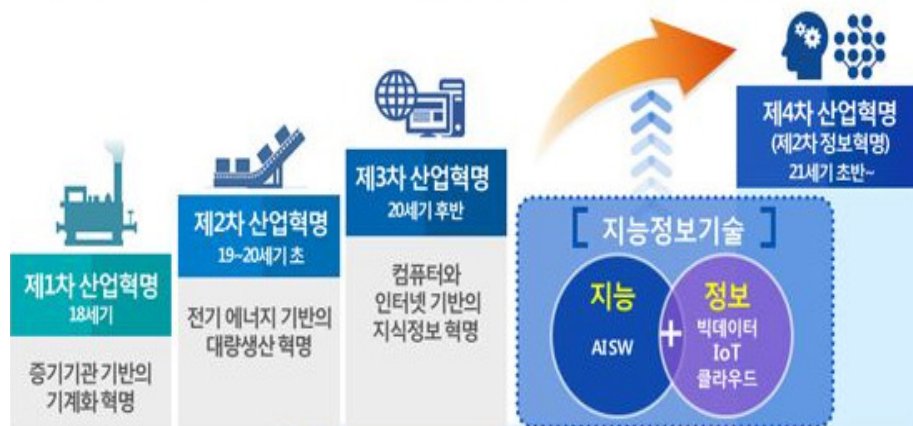 제1차 산업혁명
18세기
증기기관 기반의
기계화 혁명
제2차 산업혁명
19~20세기 초
전기 에너지 기반의
대량생산 혁명
제3차 산업혁명
20세기 후반
컴퓨터와
인터넷 기반의
지식정보 혁명
제4차 산업혁명
(제2차 정보혁명)
21세기 초반~
[ 지능정보기술 ]
지능
AISW
+
정보
빅데이터
IoT
클라우드